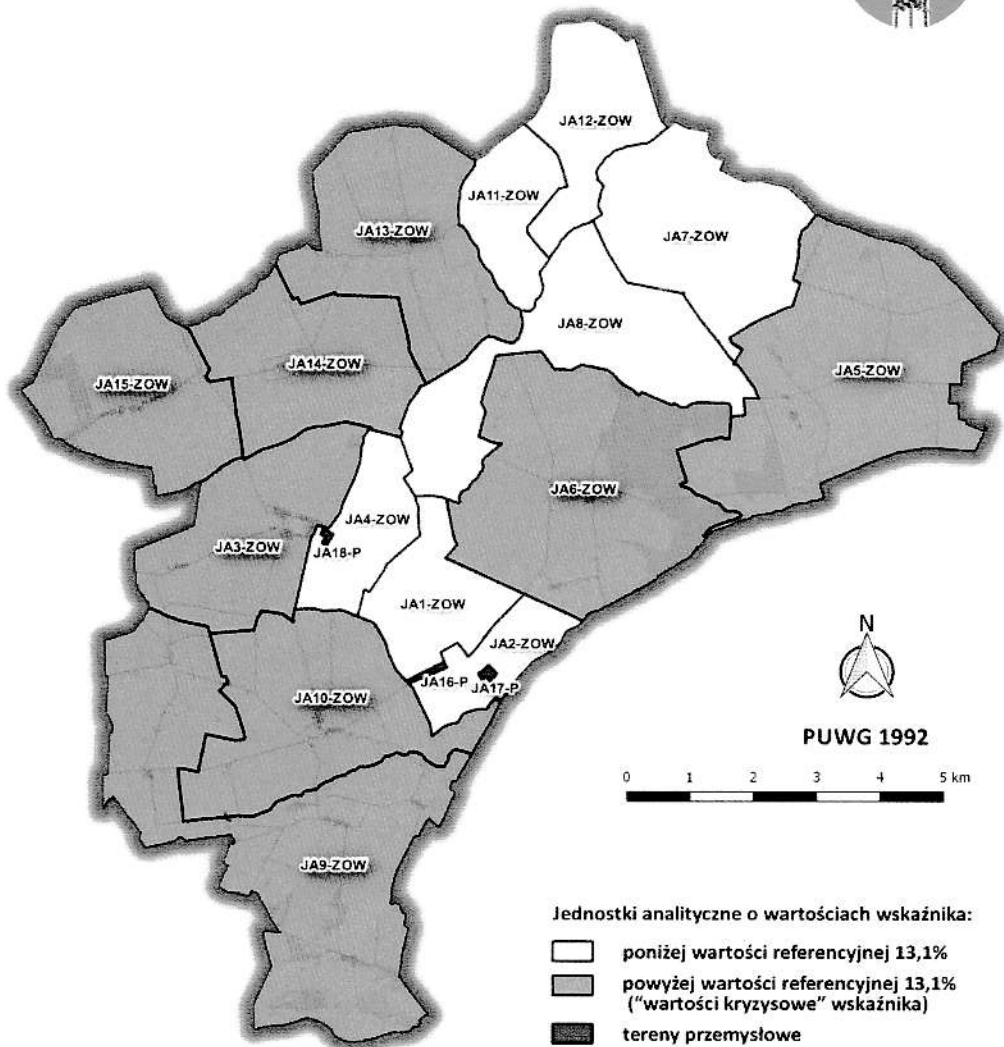 JA12-ZOW
JA11-ZOW
JA13-ZOW
JA7-ZOW
JA8-ZOW
JA14-ZOW
JA15-ZOW
JA5-ZOW
JA6-ZOW
JA4-ZOW
JA3-ZOW
JA18-P
JA1-ZOW
JA2-ZOW
JA16-P
JA17-P
JA10-ZOW
JA9-ZOW
N
PUWG 1992
0 1 2 3 4 5 km
Jednostki analityczne o wartościach wskaźnika:
poniżej wartości referencyjnej 13,1%
powyżej wartości referencyjnej 13,1%
("wartości kryzysowe" wskaźnika)
tereny przemysłowe